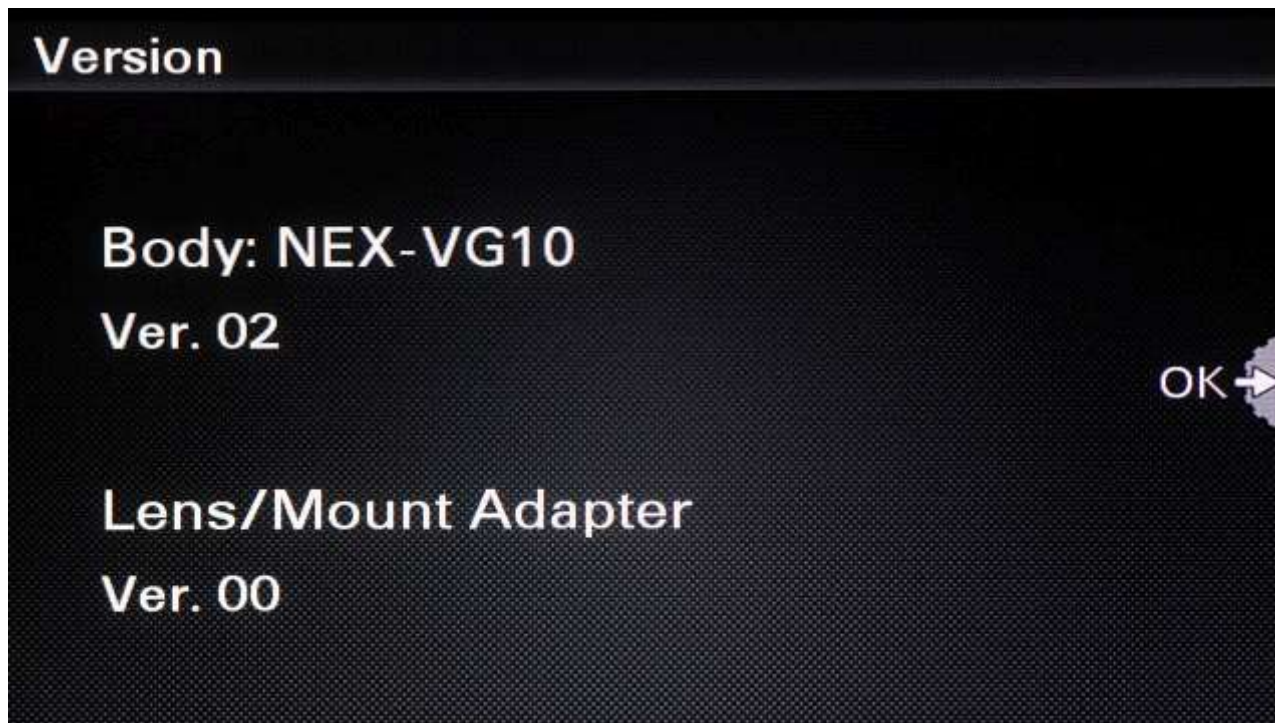 Version
Body: NEX-VG10
Ver. 02
OK
Lens/Mount Adapter
Ver. 00